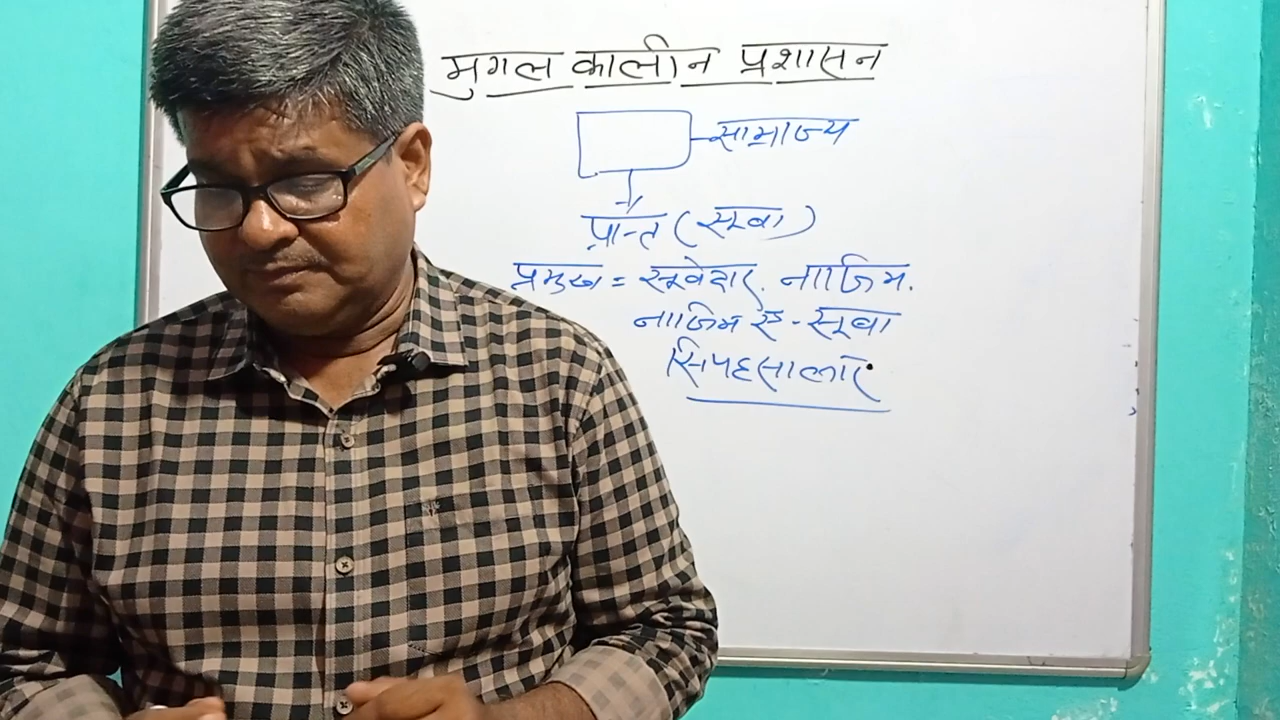 मुगल कालीन प्रशासन
साम्राज्य
प्रान्त (सूबा)
प्रमुख = सूबेदार, नाजिम.
नाजिम ए - सूबा
सिपहसालार